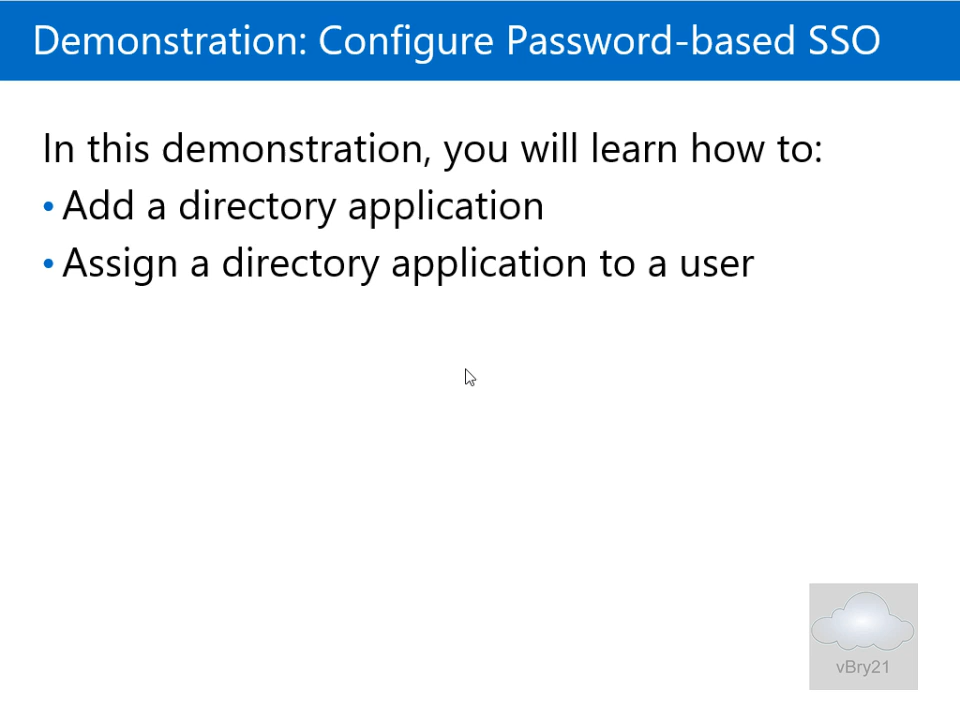 Demonstration: Configure Password-based SSO
In this demonstration, you will learn how to:
• Add a directory application
• Assign a directory application to a user
vBry21